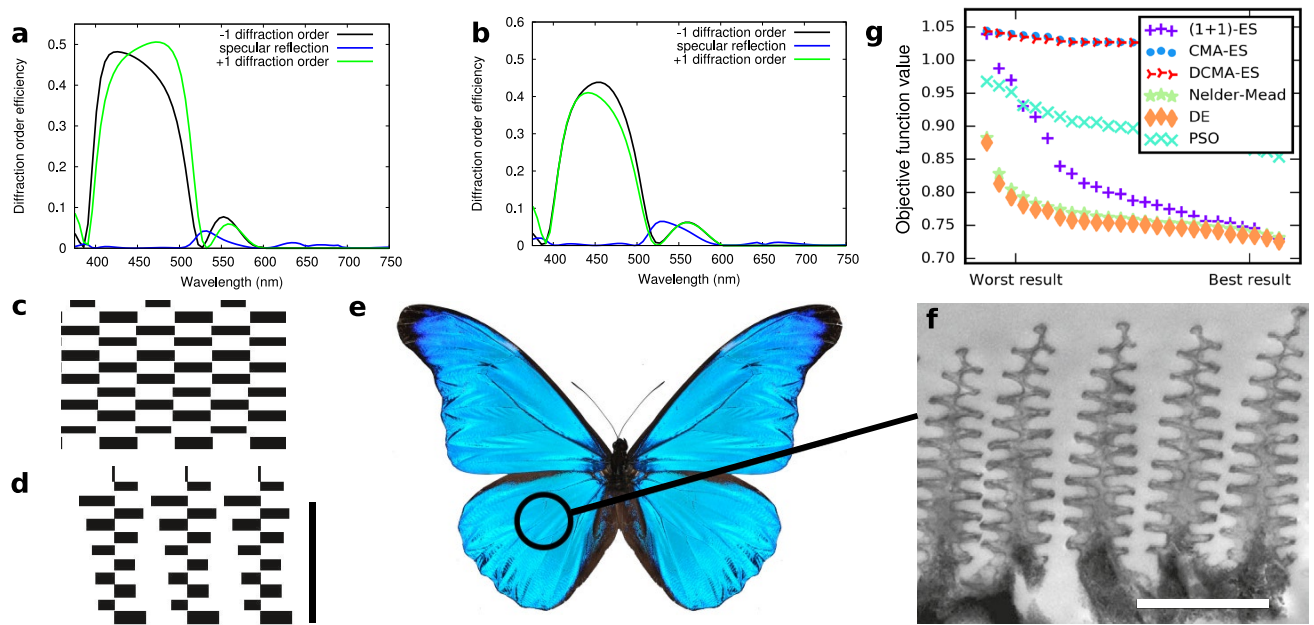 a
-1 diffraction order
specular reflection
+1 diffraction order
Diffraction order efficiency
0.5
0.4
0.3
0.2
0.1
0
400 450 500 550 600 650 700 750
Wavelength (nm)
b
-1 diffraction order
specular reflection
+1 diffraction order
Diffraction order efficiency
0.6
0.5
0.4
0.3
0.2
0.1
0
400 450 500 550 600 650 700 750
Wavelength (nm)
g
(1+1)-ES
CMA-ES
DCMA-ES
Nelder-Mead
DE
PSO
Objective function value
1.05
1.00
0.95
0.90
0.85
0.80
0.75
0.70
Worst result Best result
c
d
e
f